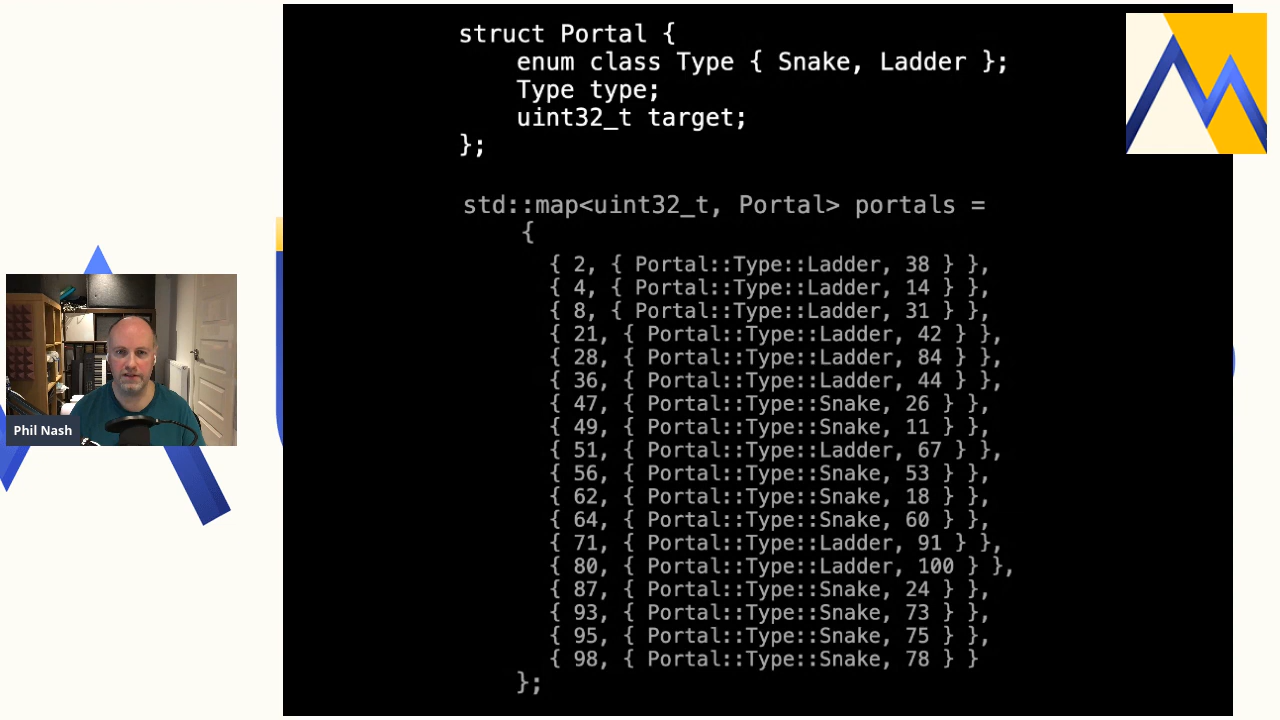 struct Portal {
enum class Type { Snake, Ladder };
Type type;
uint32_t target;
};
std::map<uint32_t, Portal> portals =
{
{ 2, { Portal::Type::Ladder, 38 } },
{ 4, { Portal::Type::Ladder, 14 } },
{ 8, { Portal::Type::Ladder, 31 } },
{ 21, { Portal::Type::Ladder, 42 } },
{ 28, { Portal::Type::Ladder, 84 } },
{ 36, { Portal::Type::Ladder, 44 } },
{ 47, { Portal::Type::Snake, 26 } },
{ 49, { Portal::Type::Snake, 11 } },
{ 51, { Portal::Type::Ladder, 67 } },
{ 56, { Portal::Type::Snake, 53 } },
{ 62, { Portal::Type::Snake, 18 } },
{ 64, { Portal::Type::Snake, 60 } },
{ 71, { Portal::Type::Ladder, 91 } },
{ 80, { Portal::Type::Ladder, 100 } },
{ 87, { Portal::Type::Snake, 24 } },
{ 93, { Portal::Type::Snake, 73 } },
{ 95, { Portal::Type::Snake, 75 } },
{ 98, { Portal::Type::Snake, 78 } }
};
Phil Nash